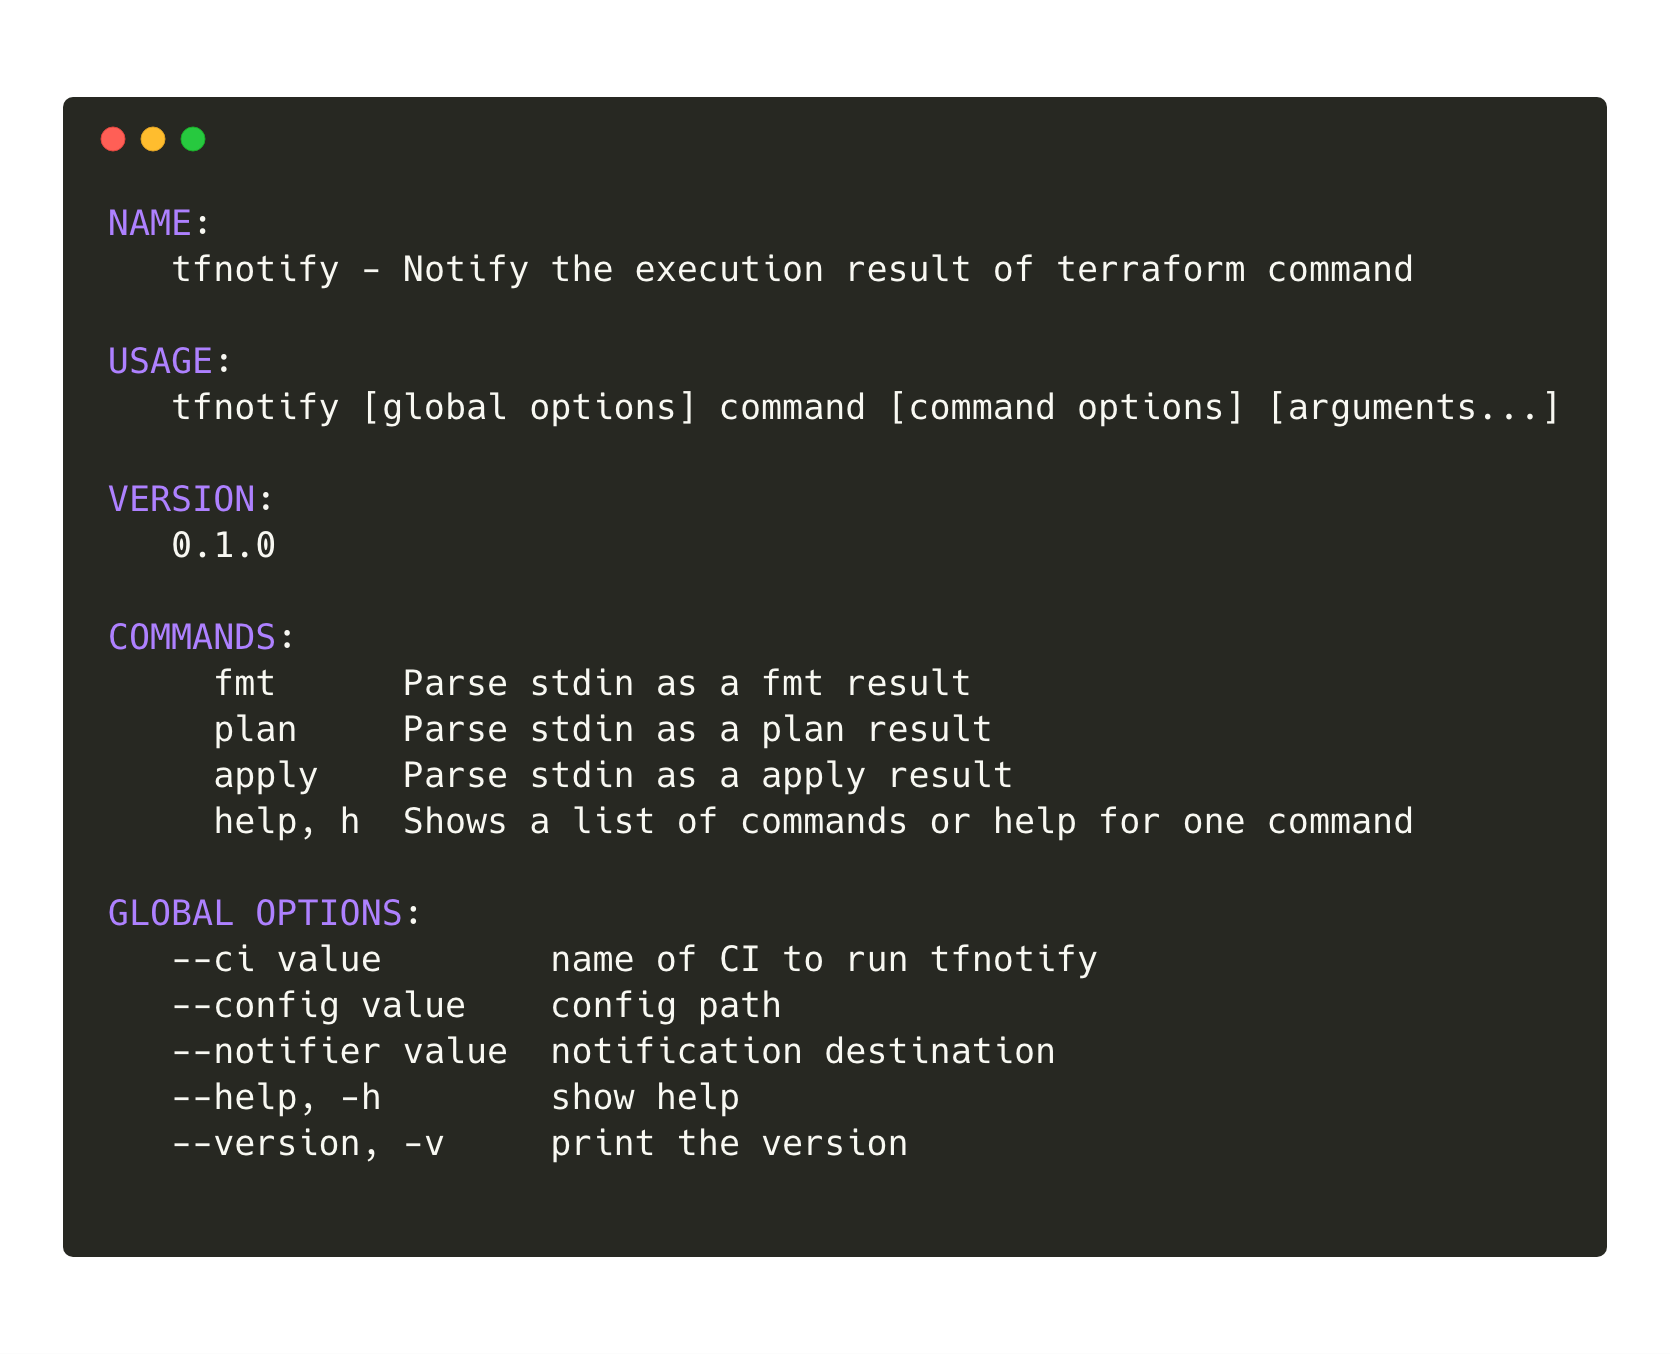 NAME:
   tfnotify - Notify the execution result of terraform command

USAGE:
   tfnotify [global options] command [command options] [arguments...]

VERSION:
   0.1.0

COMMANDS:
     fmt      Parse stdin as a fmt result
     plan     Parse stdin as a plan result
     apply    Parse stdin as a apply result
     help, h  Shows a list of commands or help for one command

GLOBAL OPTIONS:
   --ci value        name of CI to run tfnotify
   --config value    config path
   --notifier value  notification destination
   --help, -h        show help
   --version, -v     print the version